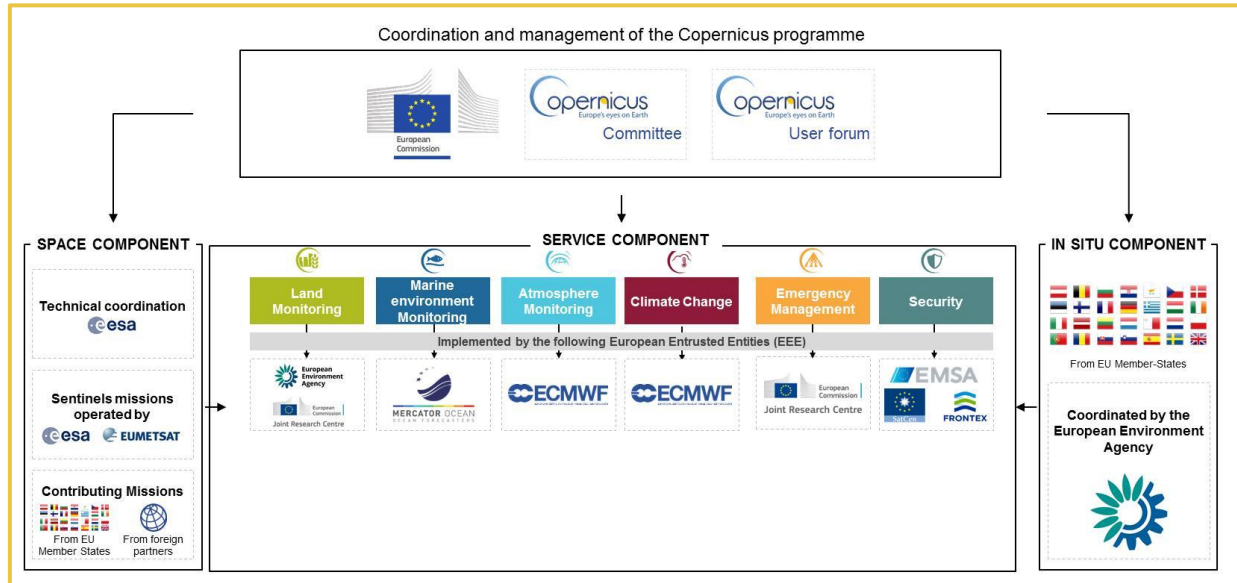 Coordination and management of the Copernicus programme
European
Commission
Copernicus
Europe's eyes on Earth
Committee
Copernicus
Europe's eyes on Earth
User forum
SPACE COMPONENT
Technical coordination
esa
Sentinels missions
operated by
esa
EUMETSAT
Contributing Missions
From EU
Member States
From foreign
partners
SERVICE COMPONENT
Land
Monitoring
Marine
environment
Monitoring
Atmosphere
Monitoring
Climate Change
Emergency
Management
Security
Implemented by the following European Entrusted Entities (EEE)
European
Environment
Agency
European
Commission
Joint Research Centre
MERCATOR OCEAN
OCEAN FORECASTERS
ECMWF
ECMWF
European
Commission
Joint Research Centre
EMSA
SatCen
FRONTEX
IN SITU COMPONENT
From EU Member-States
Coordinated by the
European Environment
Agency